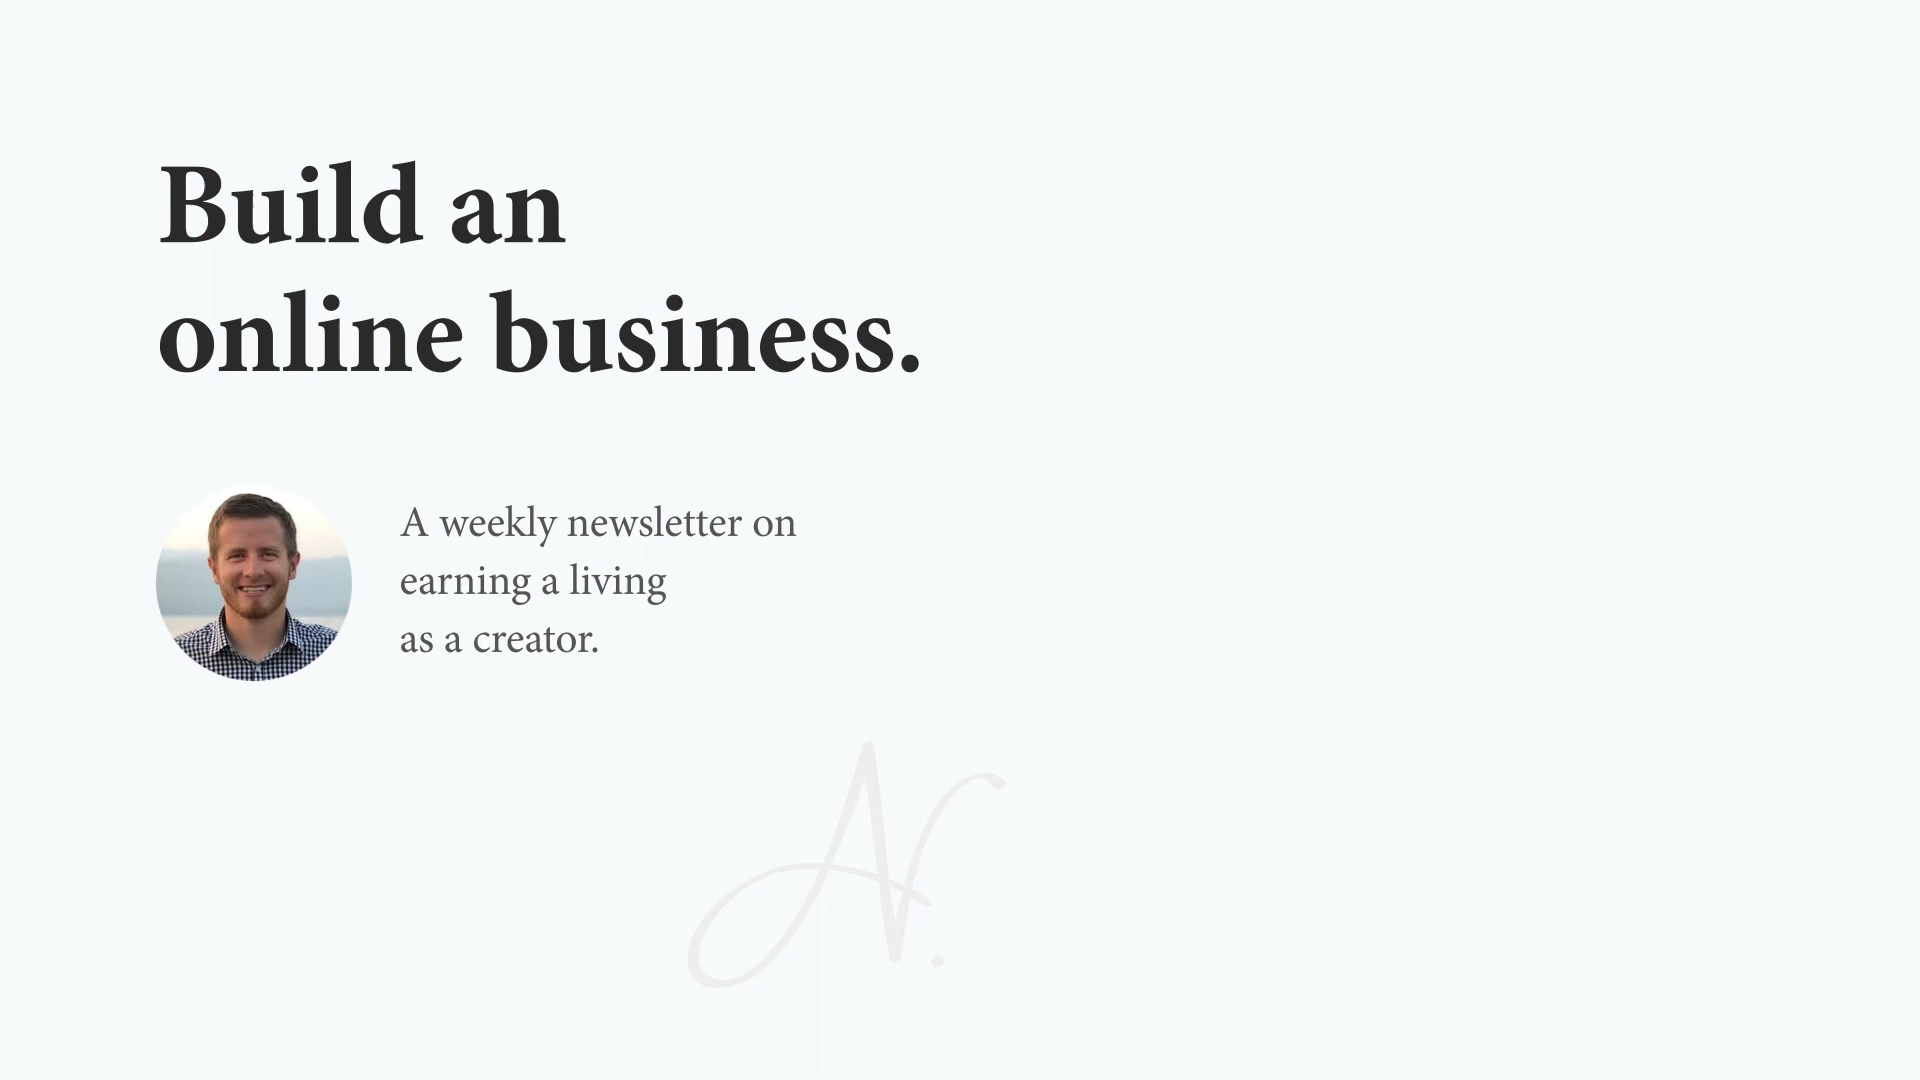 Build an
online business.
A weekly newsletter on
earning a living
as a creator.
N.